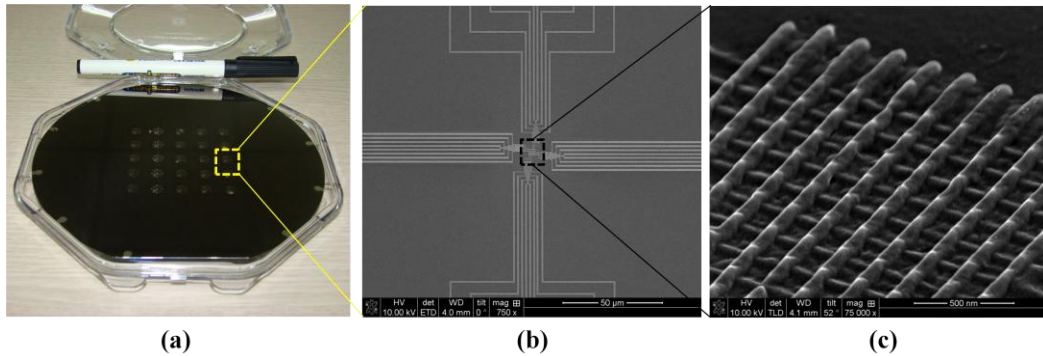 HV det WD tilt mag ⊞
10.00 kV ETD 4.0 mm 0 ° 750 x
50 µm
HV det WD tilt mag ⊞
10.00 kV TLD 4.1 mm 52 ° 75 000 x
500 nm
(a)
(b)
(c)